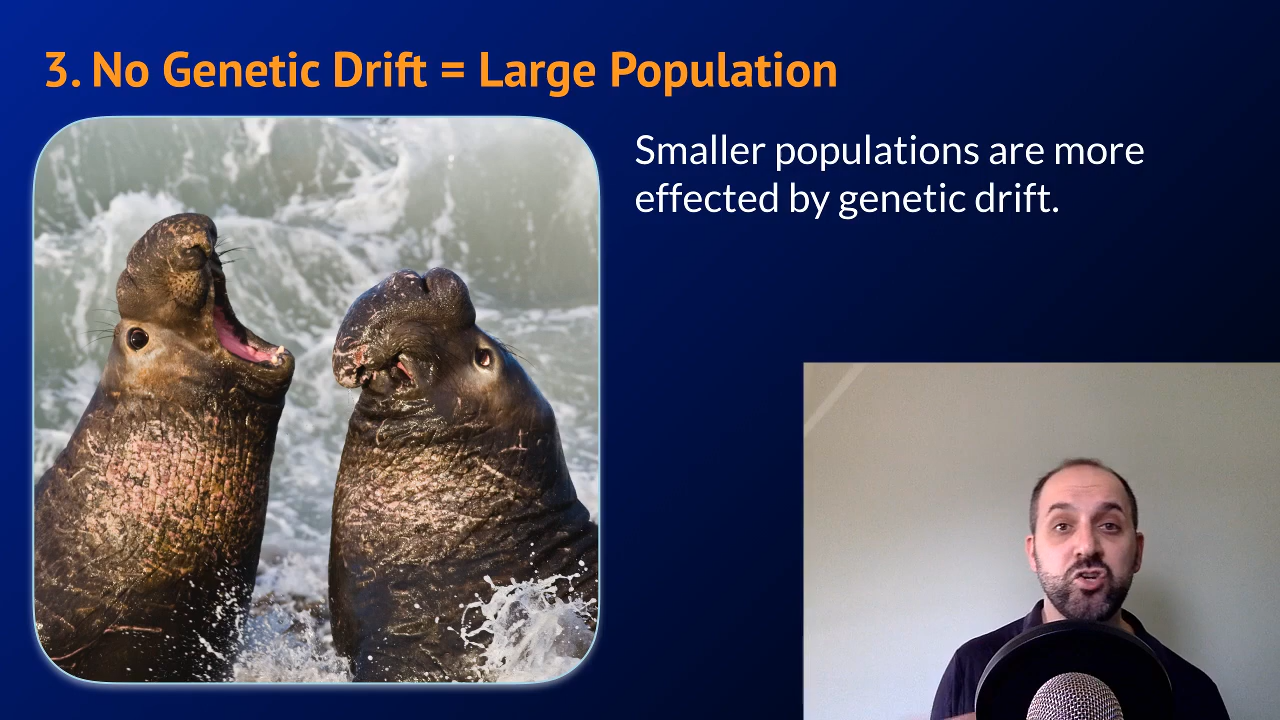 3. No Genetic Drift = Large Population
Smaller populations are more
effected by genetic drift.